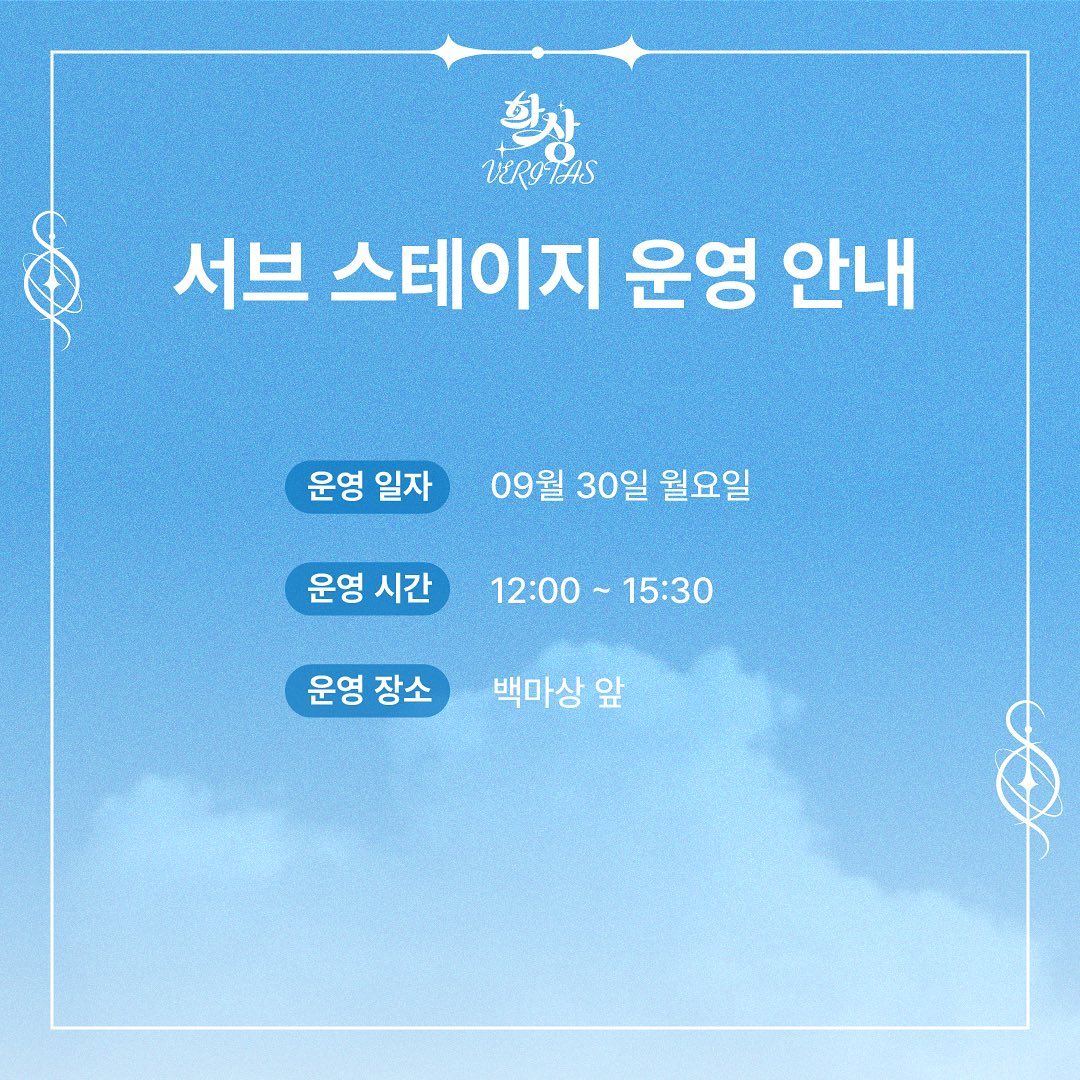 화상
VERITAS
서브 스테이지 운영 안내
운영 일자 09월 30일 월요일
운영 시간 12:00 ~ 15:30
운영 장소 백마상 앞